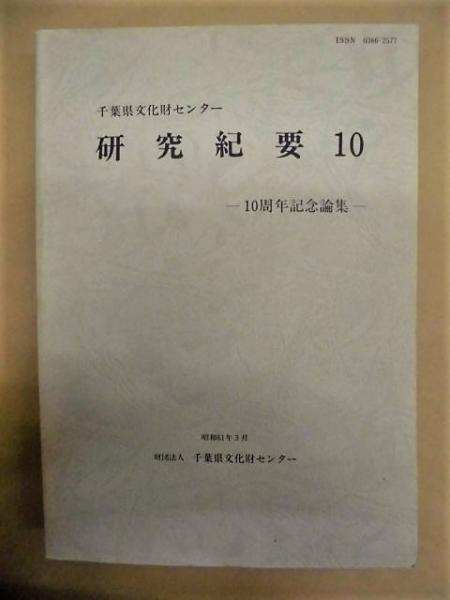 ISSN 0386-2577
千葉県文化財センター
研究紀要 10
―10周年記念論集―
昭和61年3月
財団法人 千葉県文化財センター